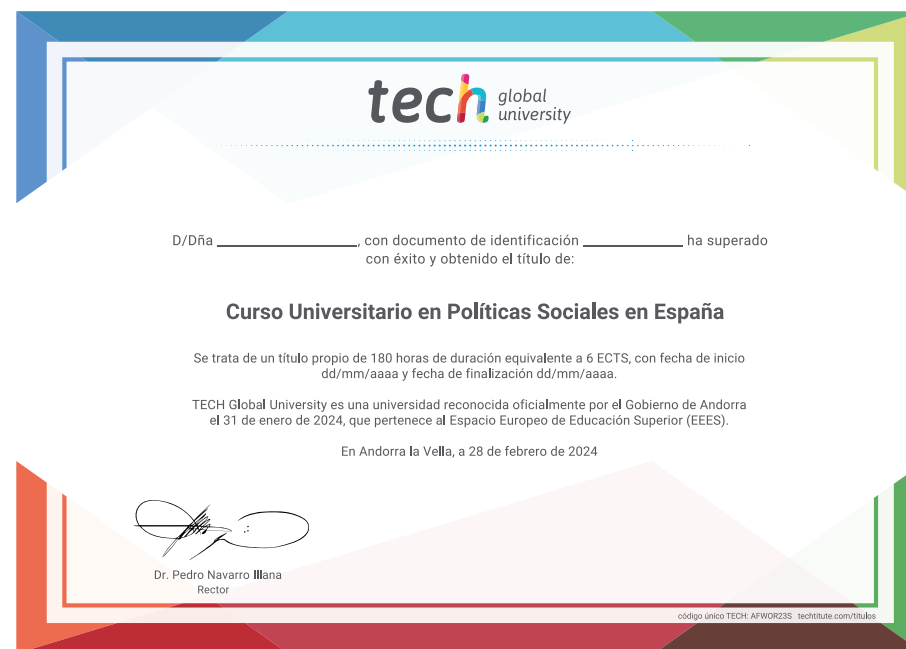 tech global university
D/Dña ____________, con documento de identificación ____________ ha superado
con éxito y obtenido el título de:
Curso Universitario en Políticas Sociales en España
Se trata de un título propio de 180 horas de duración equivalente a 6 ECTS, con fecha de inicio
dd/mm/aaaa y fecha de finalización dd/mm/aaaa.
TECH Global University es una universidad reconocida oficialmente por el Gobierno de Andorra
el 31 de enero de 2024, que pertenece al Espacio Europeo de Educación Superior (EEES).
En Andorra la Vella, a 28 de febrero de 2024
Dr. Pedro Navarro Illana
Rector
código único TECH: AFWOR23S techtitute.com/titulos